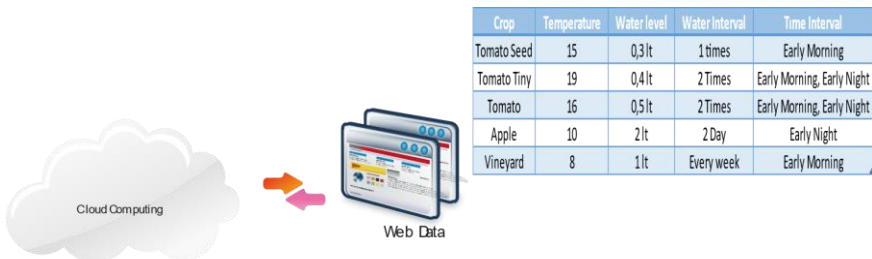 Crop Temperature Water level Water Interval Time Interval
Tomato Seed 15 0,3 lt 1 times Early Morning
Tomato Tiny 19 0,4 lt 2 Times Early Morning, Early Night
Tomato 16 0,5 lt 2 Times Early Morning, Early Night
Apple 10 2 lt 2 Day Early Night
Vineyard 8 1 lt Every week Early Morning
Cloud Computing
Web Data